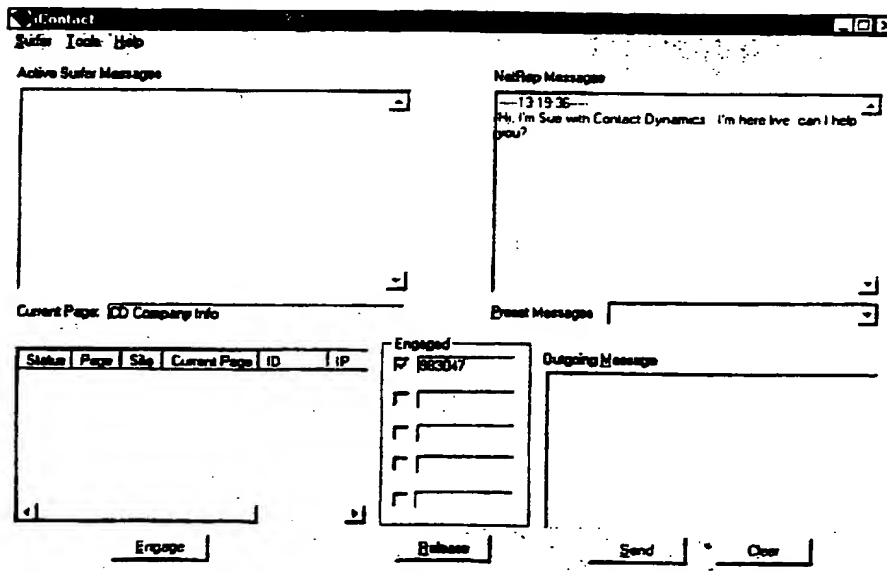 iContact
Surfer Tools Help
Active Surfer Messages
NetRep Messages
----13:19:36----
Hi, I'm Sue with Contact Dynamics I'm here live can I help you?
Current Page: CD Company Info
Preset Messages
Status Page Site Current Page ID IP
Engaged
983047
Outgoing Message
Engage
Release
Send
Clear